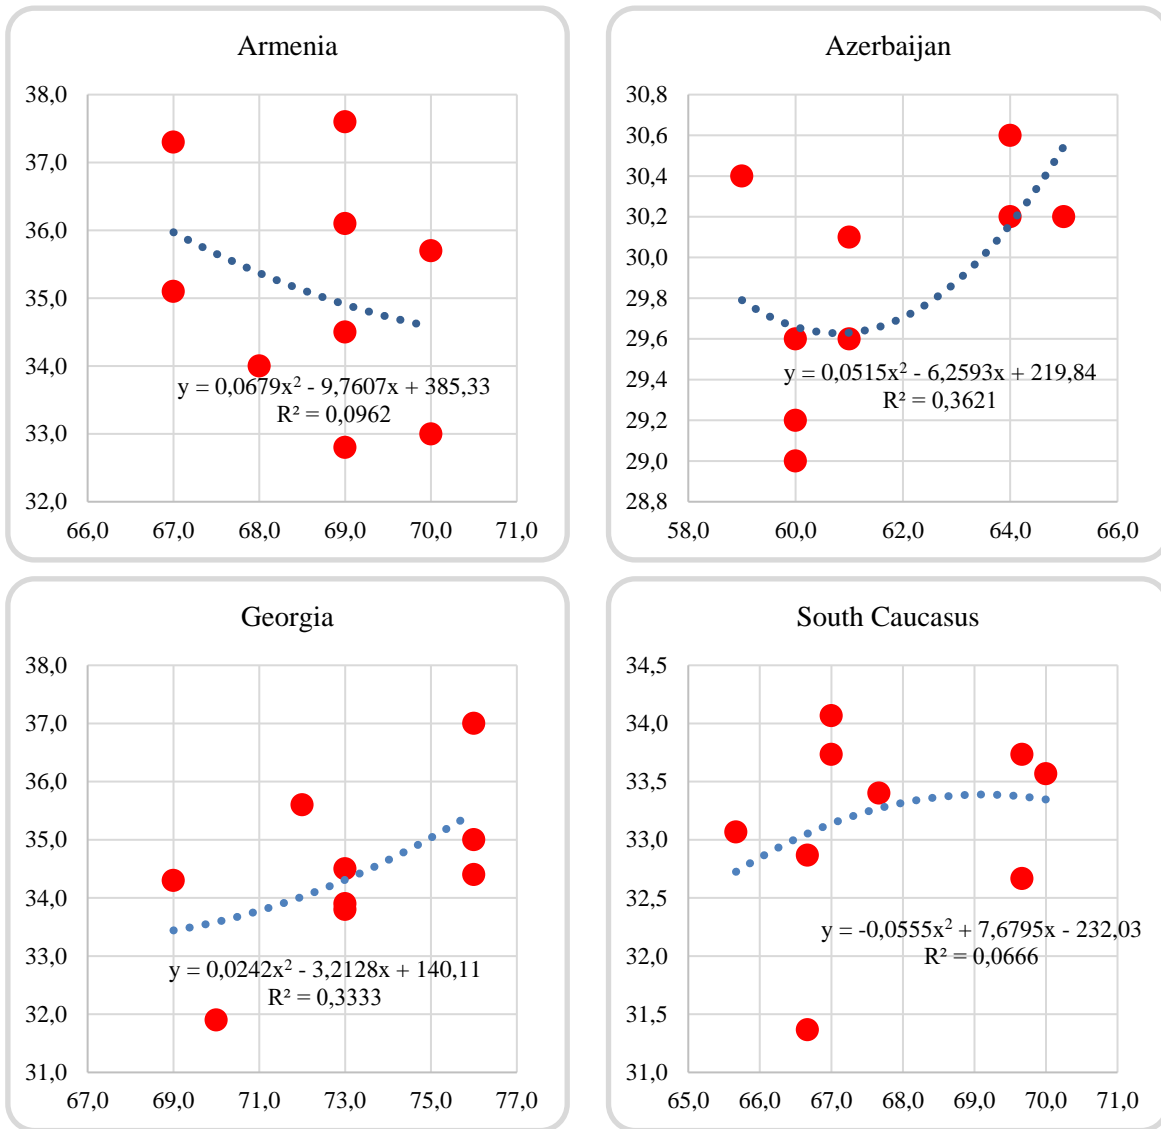 Armenia
38,0
37,0
36,0
35,0
34,0
33,0
32,0
66,0 67,0 68,0 69,0 70,0 71,0
y = 0,0679x² - 9,7607x + 385,33
R² = 0,0962
Azerbaijan
30,8
30,6
30,4
30,2
30,0
29,8
29,6
29,4
29,2
29,0
28,8
58,0 60,0 62,0 64,0 66,0
y = 0,0515x² - 6,2593x + 219,84
R² = 0,3621
Georgia
38,0
37,0
36,0
35,0
34,0
33,0
32,0
31,0
67,0 69,0 71,0 73,0 75,0 77,0
y = 0,0242x² - 3,2128x + 140,11
R² = 0,3333
South Caucasus
34,5
34,0
33,5
33,0
32,5
32,0
31,5
31,0
65,0 66,0 67,0 68,0 69,0 70,0 71,0
y = -0,0555x² + 7,6795x - 232,03
R² = 0,0666